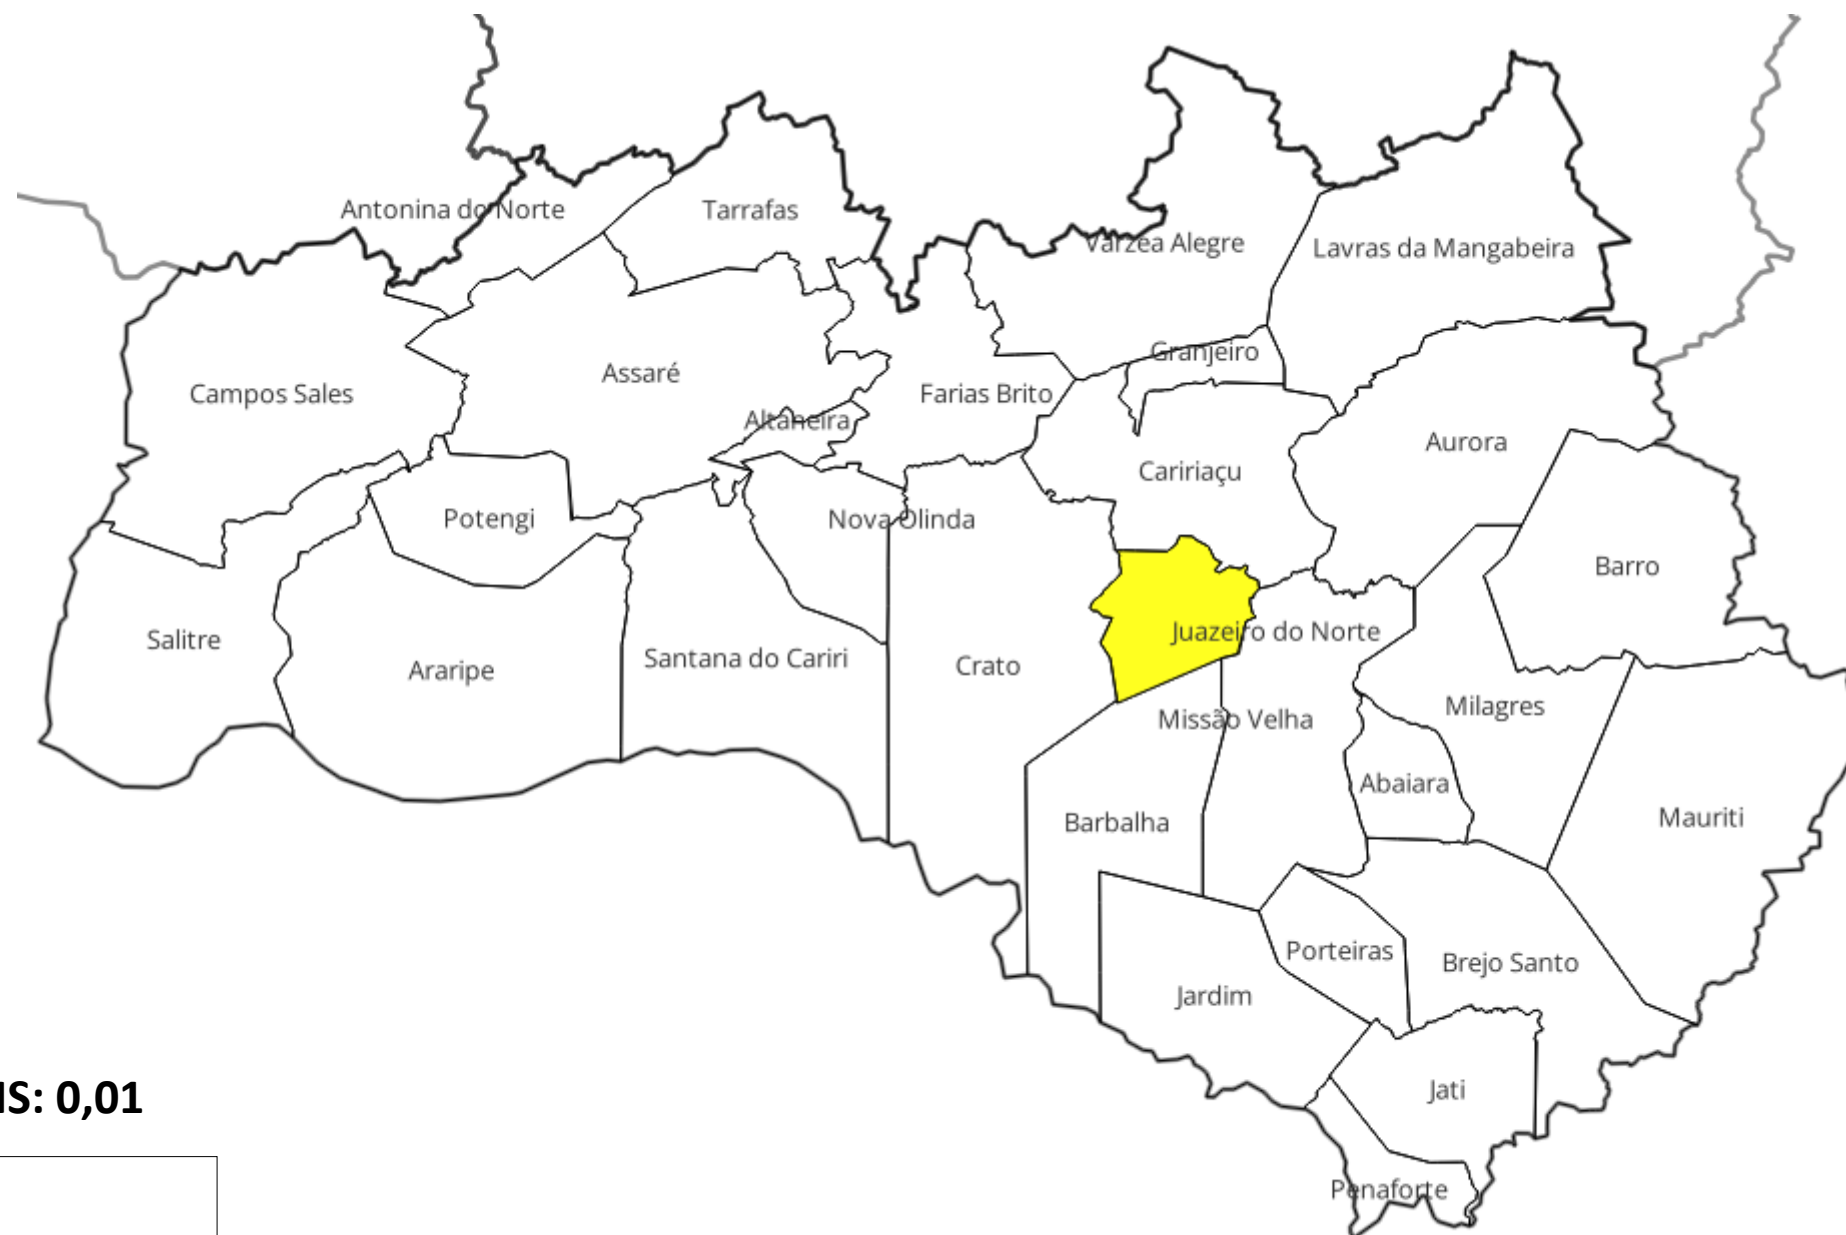 Antonina do Norte
Tarrafas
Várzea Alegre
Lavras da Mangabeira
Granjeiro
Assaré
Campos Sales
Farias Brito
Altaneira
Aurora
Caririaçu
Potengi
Nova Olinda
Barro
Juazeiro do Norte
Salitre
Santana do Cariri
Crato
Araripe
Milagres
Missão Velha
Abaiara
Mauriti
Barbalha
Porteiras
Brejo Santo
Jardim
Jati
IS: 0,01
Penaforte